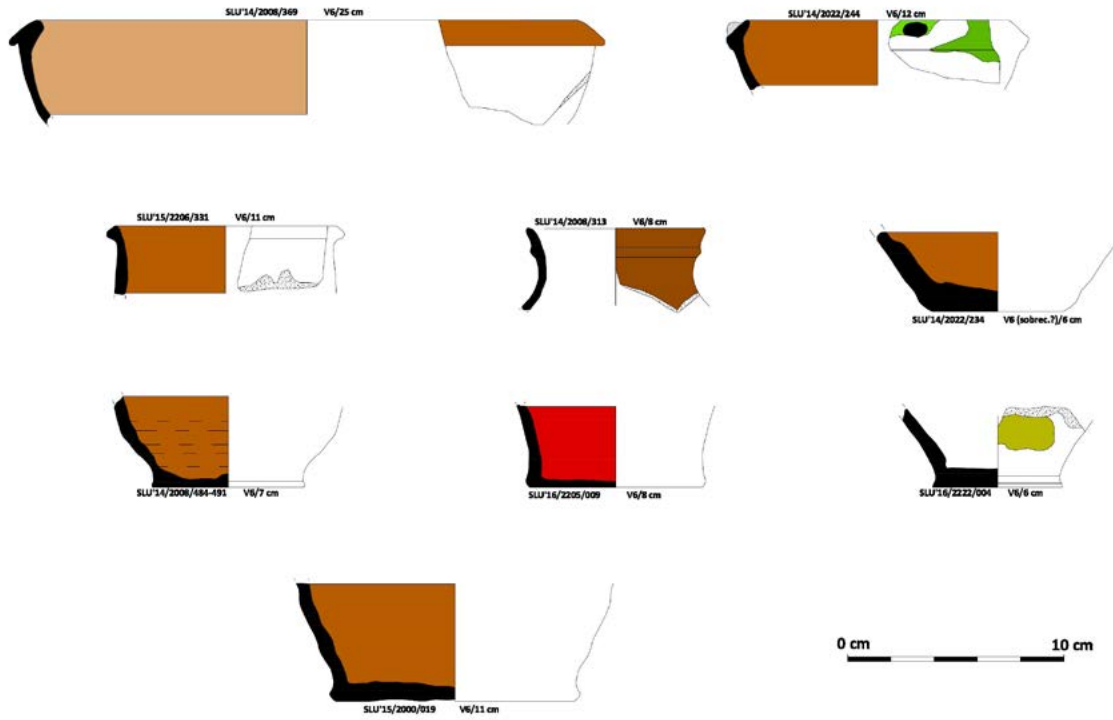 SLU'14/2008/369 V6/25 cm
SLU'14/2022/244 V6/12 cm
SLU'15/2206/331 V6/11 cm
SLU'14/2008/313 V6/8 cm
SLU'14/2022/234 V6 (sobrec.?)/6 cm
SLU'14/2008/484-491 V6/7 cm
SLU'16/2205/009 V6/8 cm
SLU'16/2222/004 V6/6 cm
SLU'15/2000/019 V6/11 cm
0 cm 10 cm